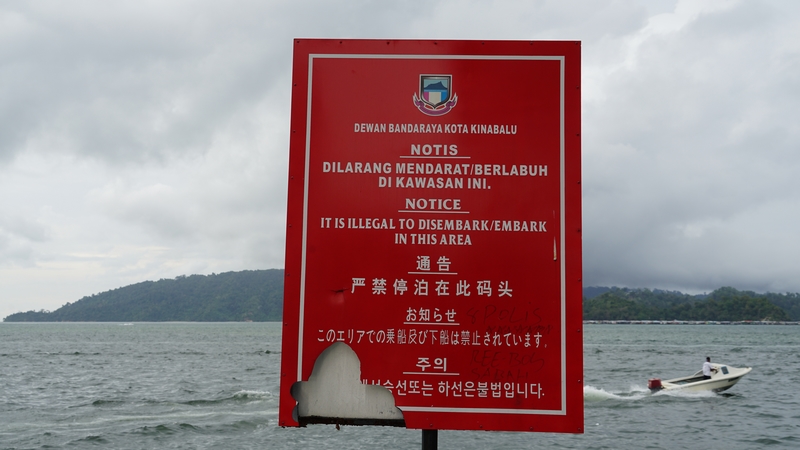 DEWAN BANDARAYA KOTA KINABALU
NOTIS
DILARANG MENDARAT/BERLABUH
DI KAWASAN INI.
NOTICE
IT IS ILLEGAL TO DISEMBARK/EMBARK
IN THIS AREA
通告
严禁停泊在此码头
お知らせ
このエリアでの乗船及び下船は禁止されています。
주의
승선또는 하선은불법입니다.